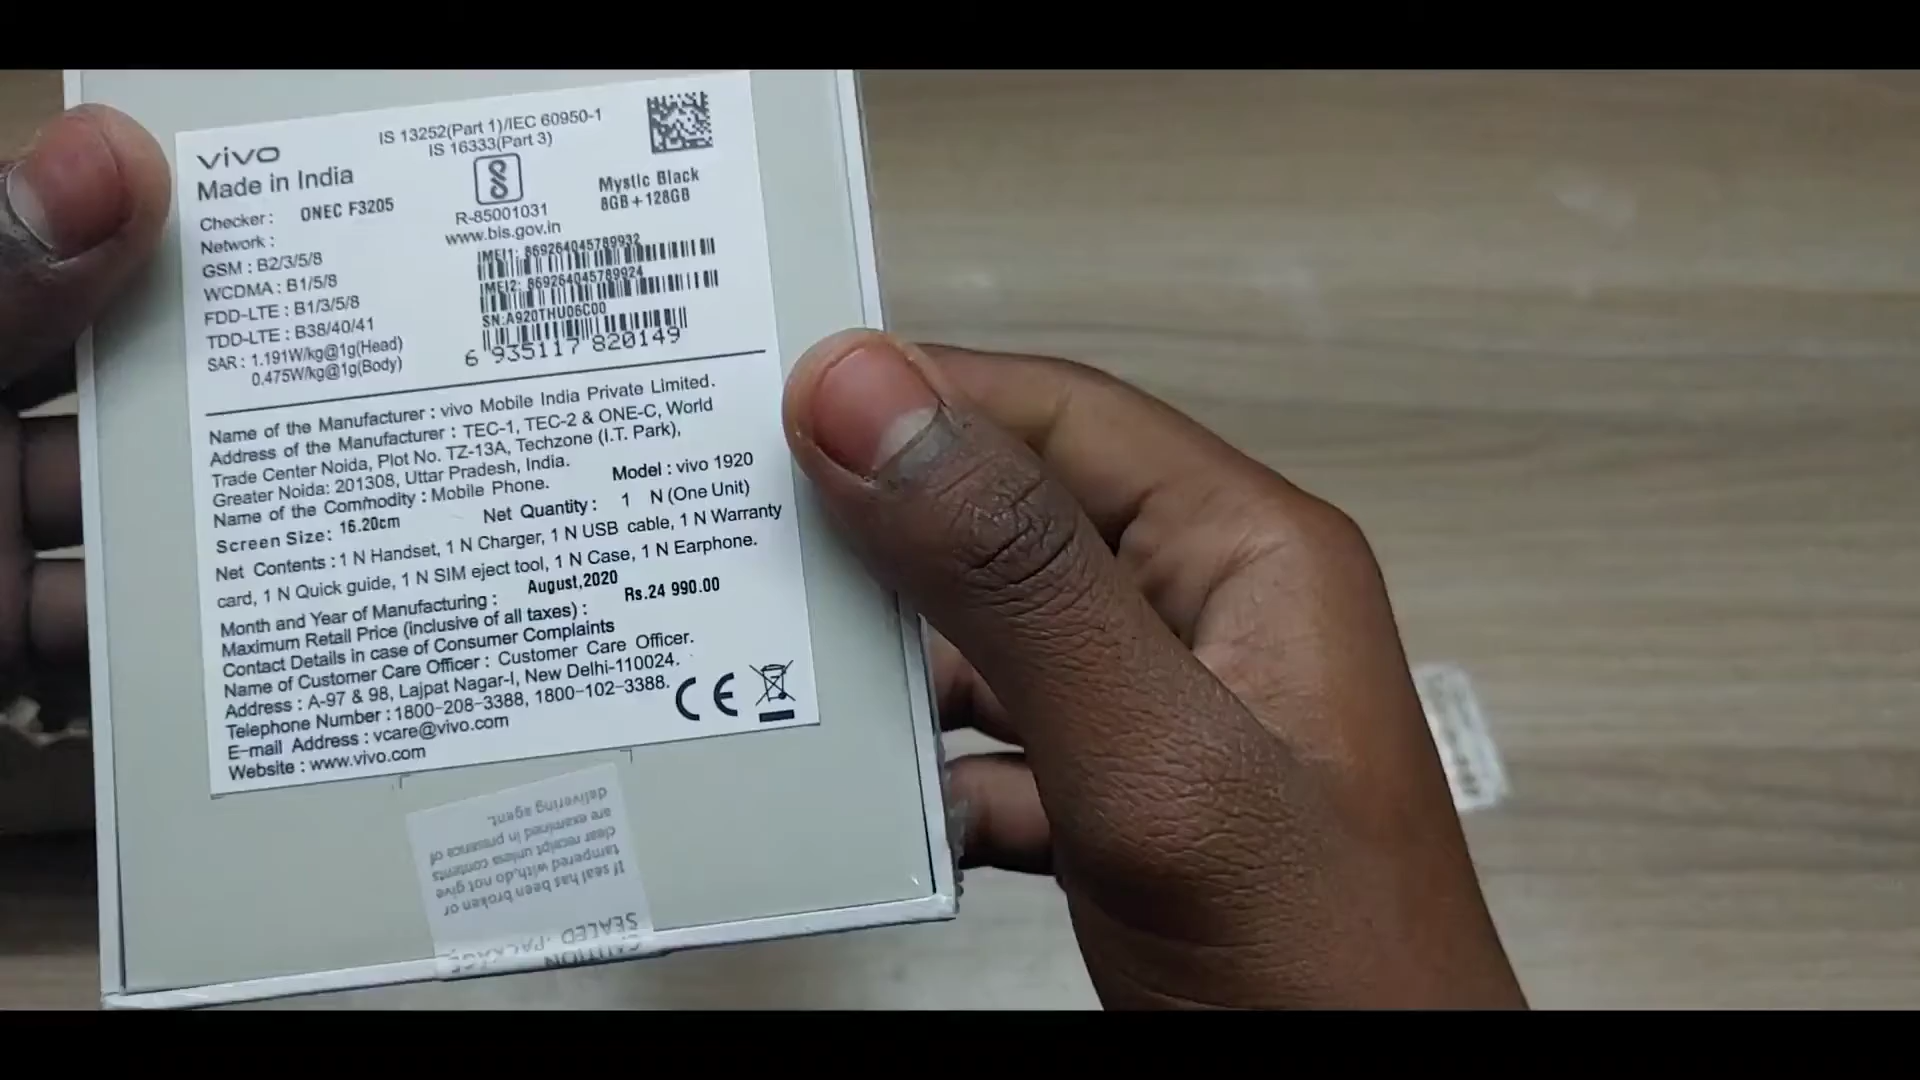 vivo
Made in India
IS 13252(Part 1)/IEC 60950-1
IS 16333(Part 3)
R-85001031
www.bis.gov.in
Mystic Black
8GB+128GB
Checker: ONEC F3205
Network :
GSM : B2/3/5/8
WCDMA : B1/5/8
FDD-LTE : B1/3/5/8
TDD-LTE : B38/40/41
SAR : 1.191W/kg@1g(Head)
0.475W/kg@1g(Body)
IMEI1: 869264045789932
IMEI2: 869264045789924
SN:A920THU06C00
6 935117 820149
Name of the Manufacturer : vivo Mobile India Private Limited.
Address of the Manufacturer : TEC-1, TEC-2 & ONE-C, World
Trade Center Noida, Plot No. TZ-13A, Techzone (I.T. Park),
Greater Noida: 201308, Uttar Pradesh, India.
Name of the Commodity : Mobile Phone. Model : vivo 1920
Screen Size: 16.20cm Net Quantity : 1 N (One Unit)
Net Contents : 1 N Handset, 1 N Charger, 1 N USB cable, 1 N Warranty
card, 1 N Quick guide, 1 N SIM eject tool, 1 N Case, 1 N Earphone.
Month and Year of Manufacturing : August,2020
Maximum Retail Price (inclusive of all taxes) : Rs.24 990.00
Contact Details in case of Consumer Complaints
Name of Customer Care Officer : Customer Care Officer.
Address : A-97 & 98, Lajpat Nagar-I, New Delhi-110024.
Telephone Number : 1800-208-3388, 1800-102-3388.
E-mail Address : vcare@vivo.com
Website : www.vivo.com
CE
CAUTION
SEALED PACKAGE
If seal has been broken or
tampered with,do not give
clear receipt unless contents
are examined in presence of
delivering agent.